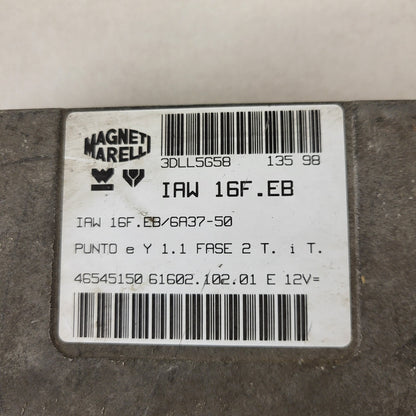 MAGNETI
MARELLI
3DLL5G58 135 98
IAW 16F.EB
IAW 16F.EB/6A37-50
PUNTO e Y 1.1 FASE 2 T. i T.
46545150 61602.102.01 E 12V=